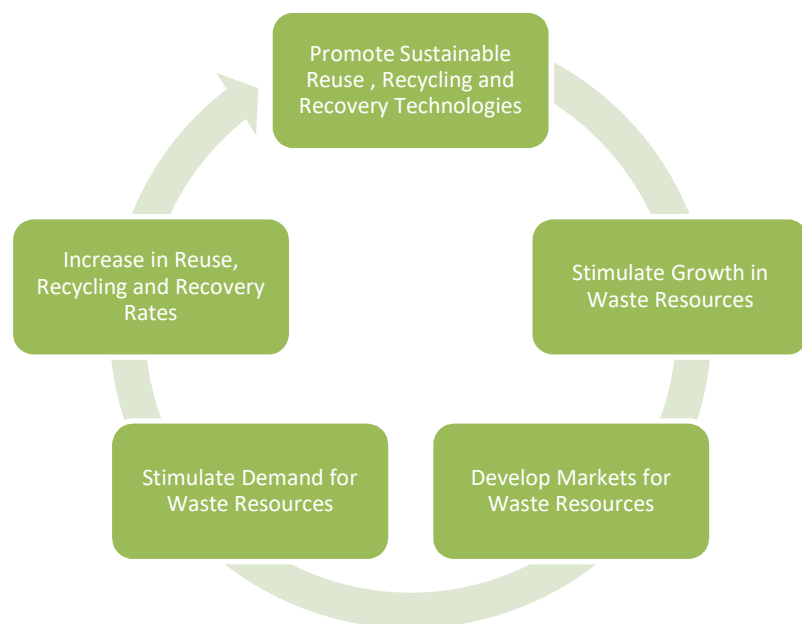 Promote Sustainable
Reuse , Recycling and
Recovery Technologies
Stimulate Growth in
Waste Resources
Develop Markets for
Waste Resources
Stimulate Demand for
Waste Resources
Increase in Reuse,
Recycling and Recovery
Rates